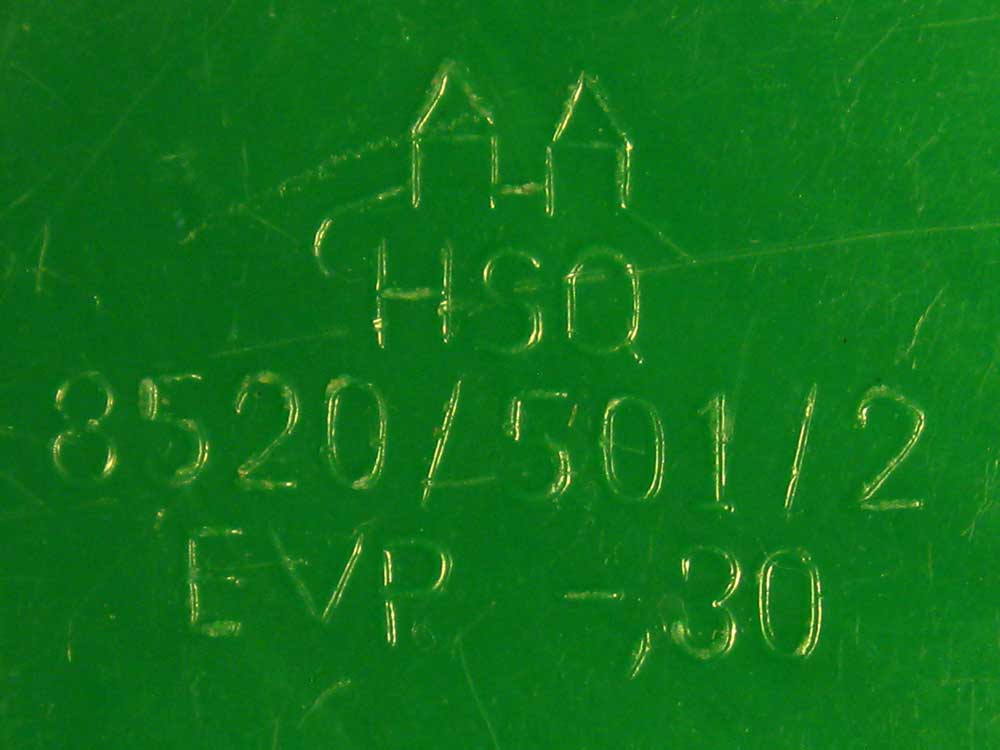 HSQ
8520/501/2
EVP. -,30